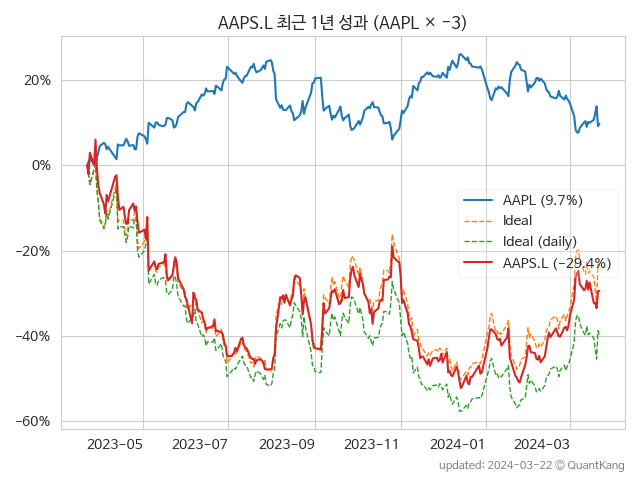 AAPS.L 최근 1년 성과 (AAPL × −3)
20%
0%
−20%
−40%
−60%
AAPL (9.7%)
Ideal
Ideal (daily)
AAPS.L (−29.4%)
2023−05
2023−07
2023−09
2023−11
2024−01
2024−03
updated: 2024−03−22 © QuantKang